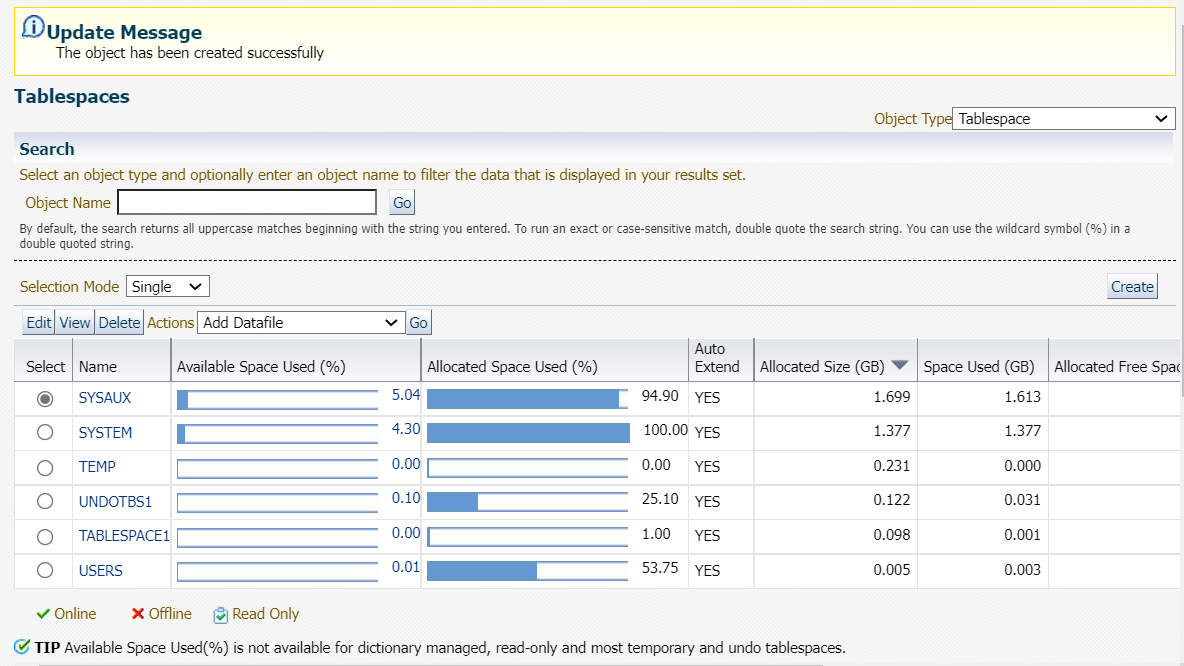 Update Message
The object has been created successfully
Tablespaces
Object Type Tablespace
Search
Select an object type and optionally enter an object name to filter the data that is displayed in your results set.
Object Name Go
By default, the search returns all uppercase matches beginning with the string you entered. To run an exact or case-sensitive match, double quote the search string. You can use the wildcard symbol (%) in a
double quoted string.
Selection Mode Single Create
Edit View Delete Actions Add Datafile Go
Select Name Available Space Used (%) Allocated Space Used (%) Auto Extend Allocated Size (GB) Space Used (GB) Allocated Free Spac
SYSAUX 5.04 94.90 YES 1.699 1.613
SYSTEM 4.30 100.00 YES 1.377 1.377
TEMP 0.00 0.00 YES 0.231 0.000
UNDOTBS1 0.10 25.10 YES 0.122 0.031
TABLESPACE1 0.00 1.00 YES 0.098 0.001
USERS 0.01 53.75 YES 0.005 0.003
Online Offline Read Only
TIP Available Space Used(%) is not available for dictionary managed, read-only and most temporary and undo tablespaces.